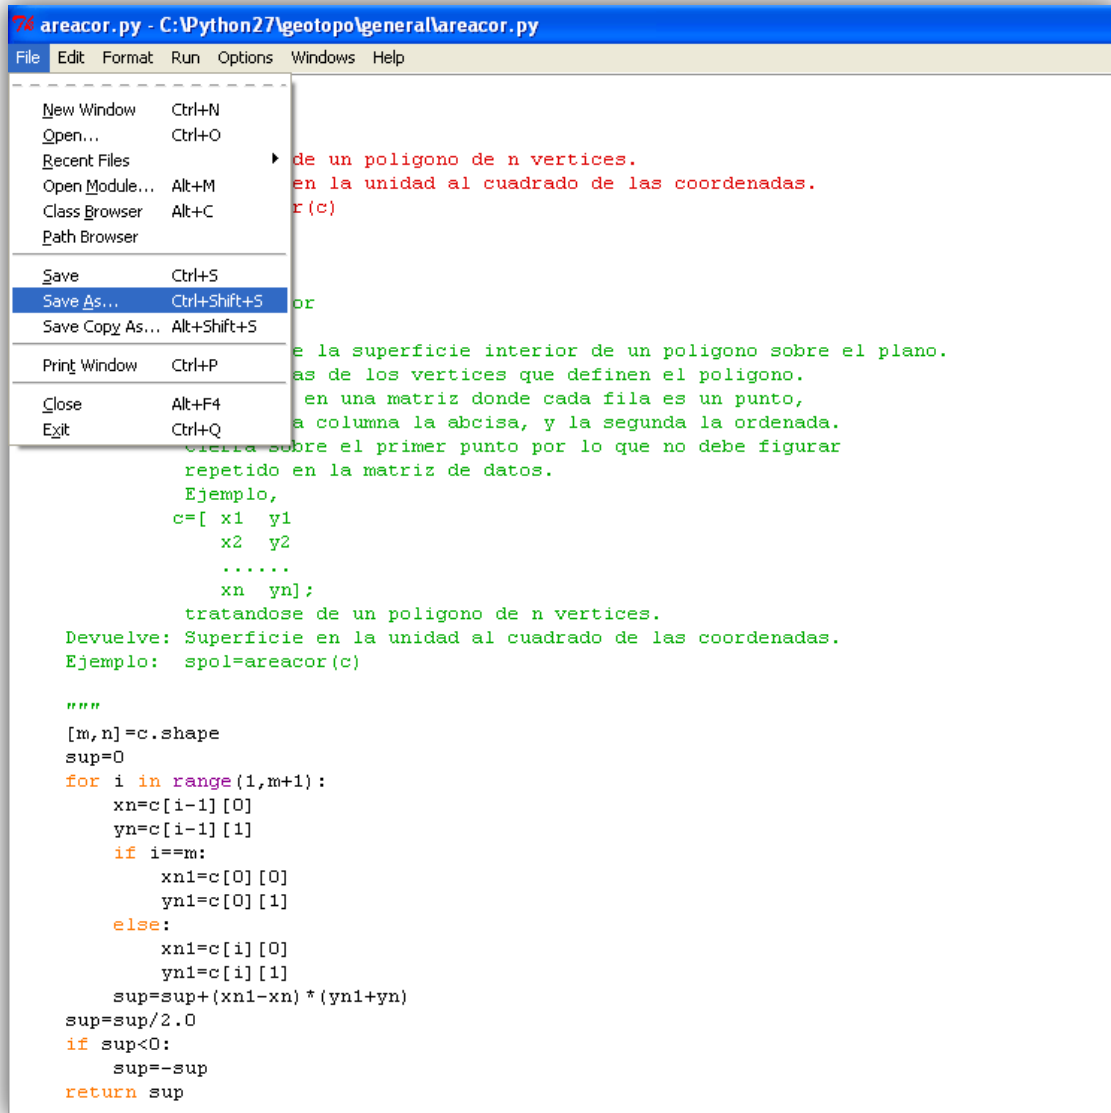 areacor.py - C:\Python27\geotopo\general\areacor.py
File Edit Format Run Options Windows Help
New Window Ctrl+N
Open... Ctrl+O
Recent Files
Open Module... Alt+M
Class Browser Alt+C
Path Browser
Save Ctrl+S
Save As... Ctrl+Shift+S
Save Copy As... Alt+Shift+S
Print Window Ctrl+P
Close Alt+F4
Exit Ctrl+Q
de un poligono de n vertices.
en la unidad al cuadrado de las coordenadas.
r(c)
or
e la superficie interior de un poligono sobre el plano.
as de los vertices que definen el poligono.
en una matriz donde cada fila es un punto,
a columna la abcisa, y la segunda la ordenada.
Cierra sobre el primer punto por lo que no debe figurar
repetido en la matriz de datos.
Ejemplo,
c=[ x1 y1
x2 y2
......
xn yn];
tratandose de un poligono de n vertices.
Devuelve: Superficie en la unidad al cuadrado de las coordenadas.
Ejemplo: spol=areacor(c)
"""
[m,n]=c.shape
sup=0
for i in range(1,m+1):
xn=c[i-1][0]
yn=c[i-1][1]
if i==m:
xn1=c[0][0]
yn1=c[0][1]
else:
xn1=c[i][0]
yn1=c[i][1]
sup=sup+(xn1-xn)*(yn1+yn)
sup=sup/2.0
if sup<0:
sup=-sup
return sup